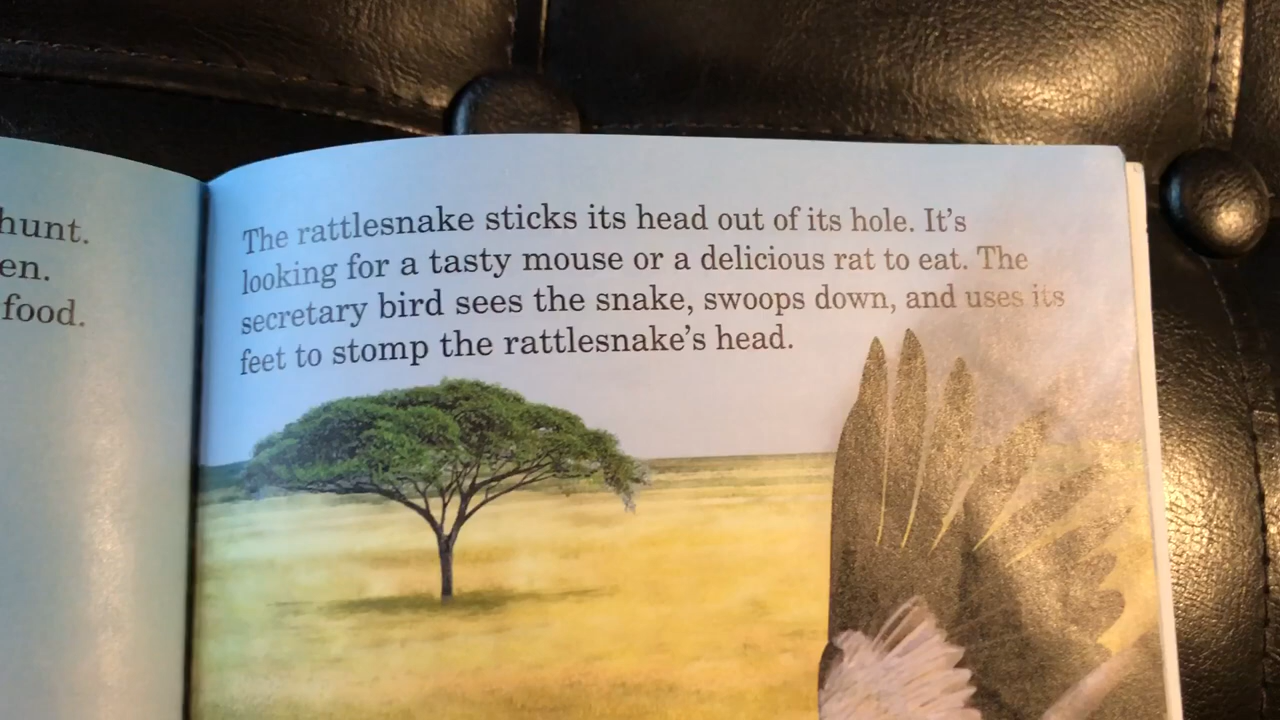 hunt.
en.
food.
The rattlesnake sticks its head out of its hole. It's
looking for a tasty mouse or a delicious rat to eat. The
secretary bird sees the snake, swoops down, and uses its
feet to stomp the rattlesnake's head.